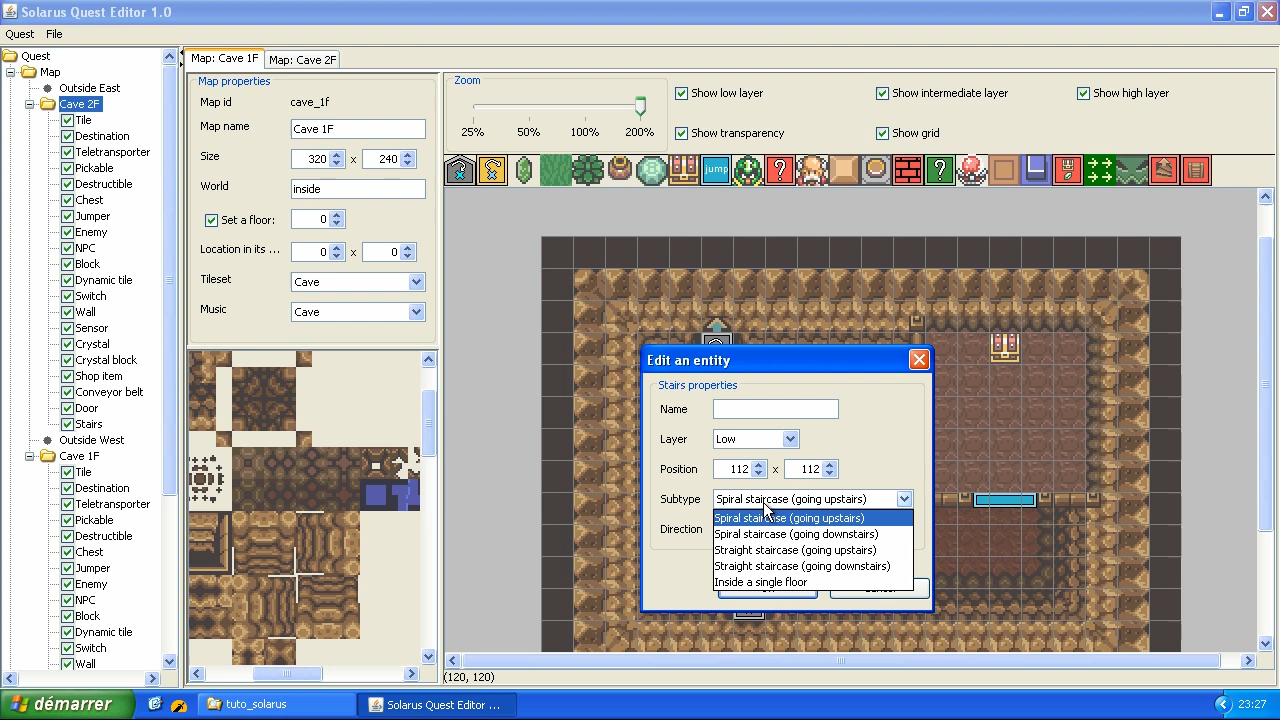 Solarus Quest Editor 1.0
Quest File
Quest
Map
Outside East
Cave 2F
Tile
Destination
Teletransporter
Pickable
Destructible
Chest
Jumper
Enemy
NPC
Block
Dynamic tile
Switch
Wall
Sensor
Crystal
Crystal block
Shop item
Conveyor belt
Door
Stairs
Outside West
Cave 1F
Tile
Destination
Teletransporter
Pickable
Destructible
Chest
Jumper
Enemy
NPC
Block
Dynamic tile
Switch
Wall
Map: Cave 1F Map: Cave 2F
Map properties
Map id cave_1f
Map name Cave 1F
Size 320 x 240
World inside
Set a floor: 0
Location in its ... 0 x 0
Tileset Cave
Music Cave
Zoom
25% 50% 100% 200%
Show low layer Show intermediate layer Show high layer
Show transparency Show grid
jump ? ?
Edit an entity
Stairs properties
Name
Layer Low
Position 112 x 112
Subtype Spiral staircase (going upstairs)
Spiral staircase (going upstairs)
Spiral staircase (going downstairs)
Straight staircase (going upstairs)
Straight staircase (going downstairs)
Inside a single floor
Direction
(120, 120)
démarrer tuto_solarus Solarus Quest Editor ... 23:27